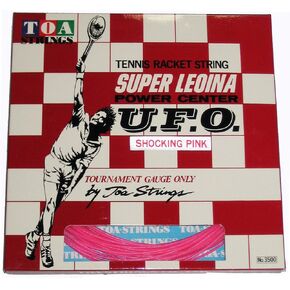 TOA
STRINGS
TENNIS RACKET STRING
SUPER LEOINA
POWER CENTER
U.F.O.
SHOCKING PINK
TOURNAMENT GAUGE ONLY
by Toa Strings
TOA-STRINGS
No.3500